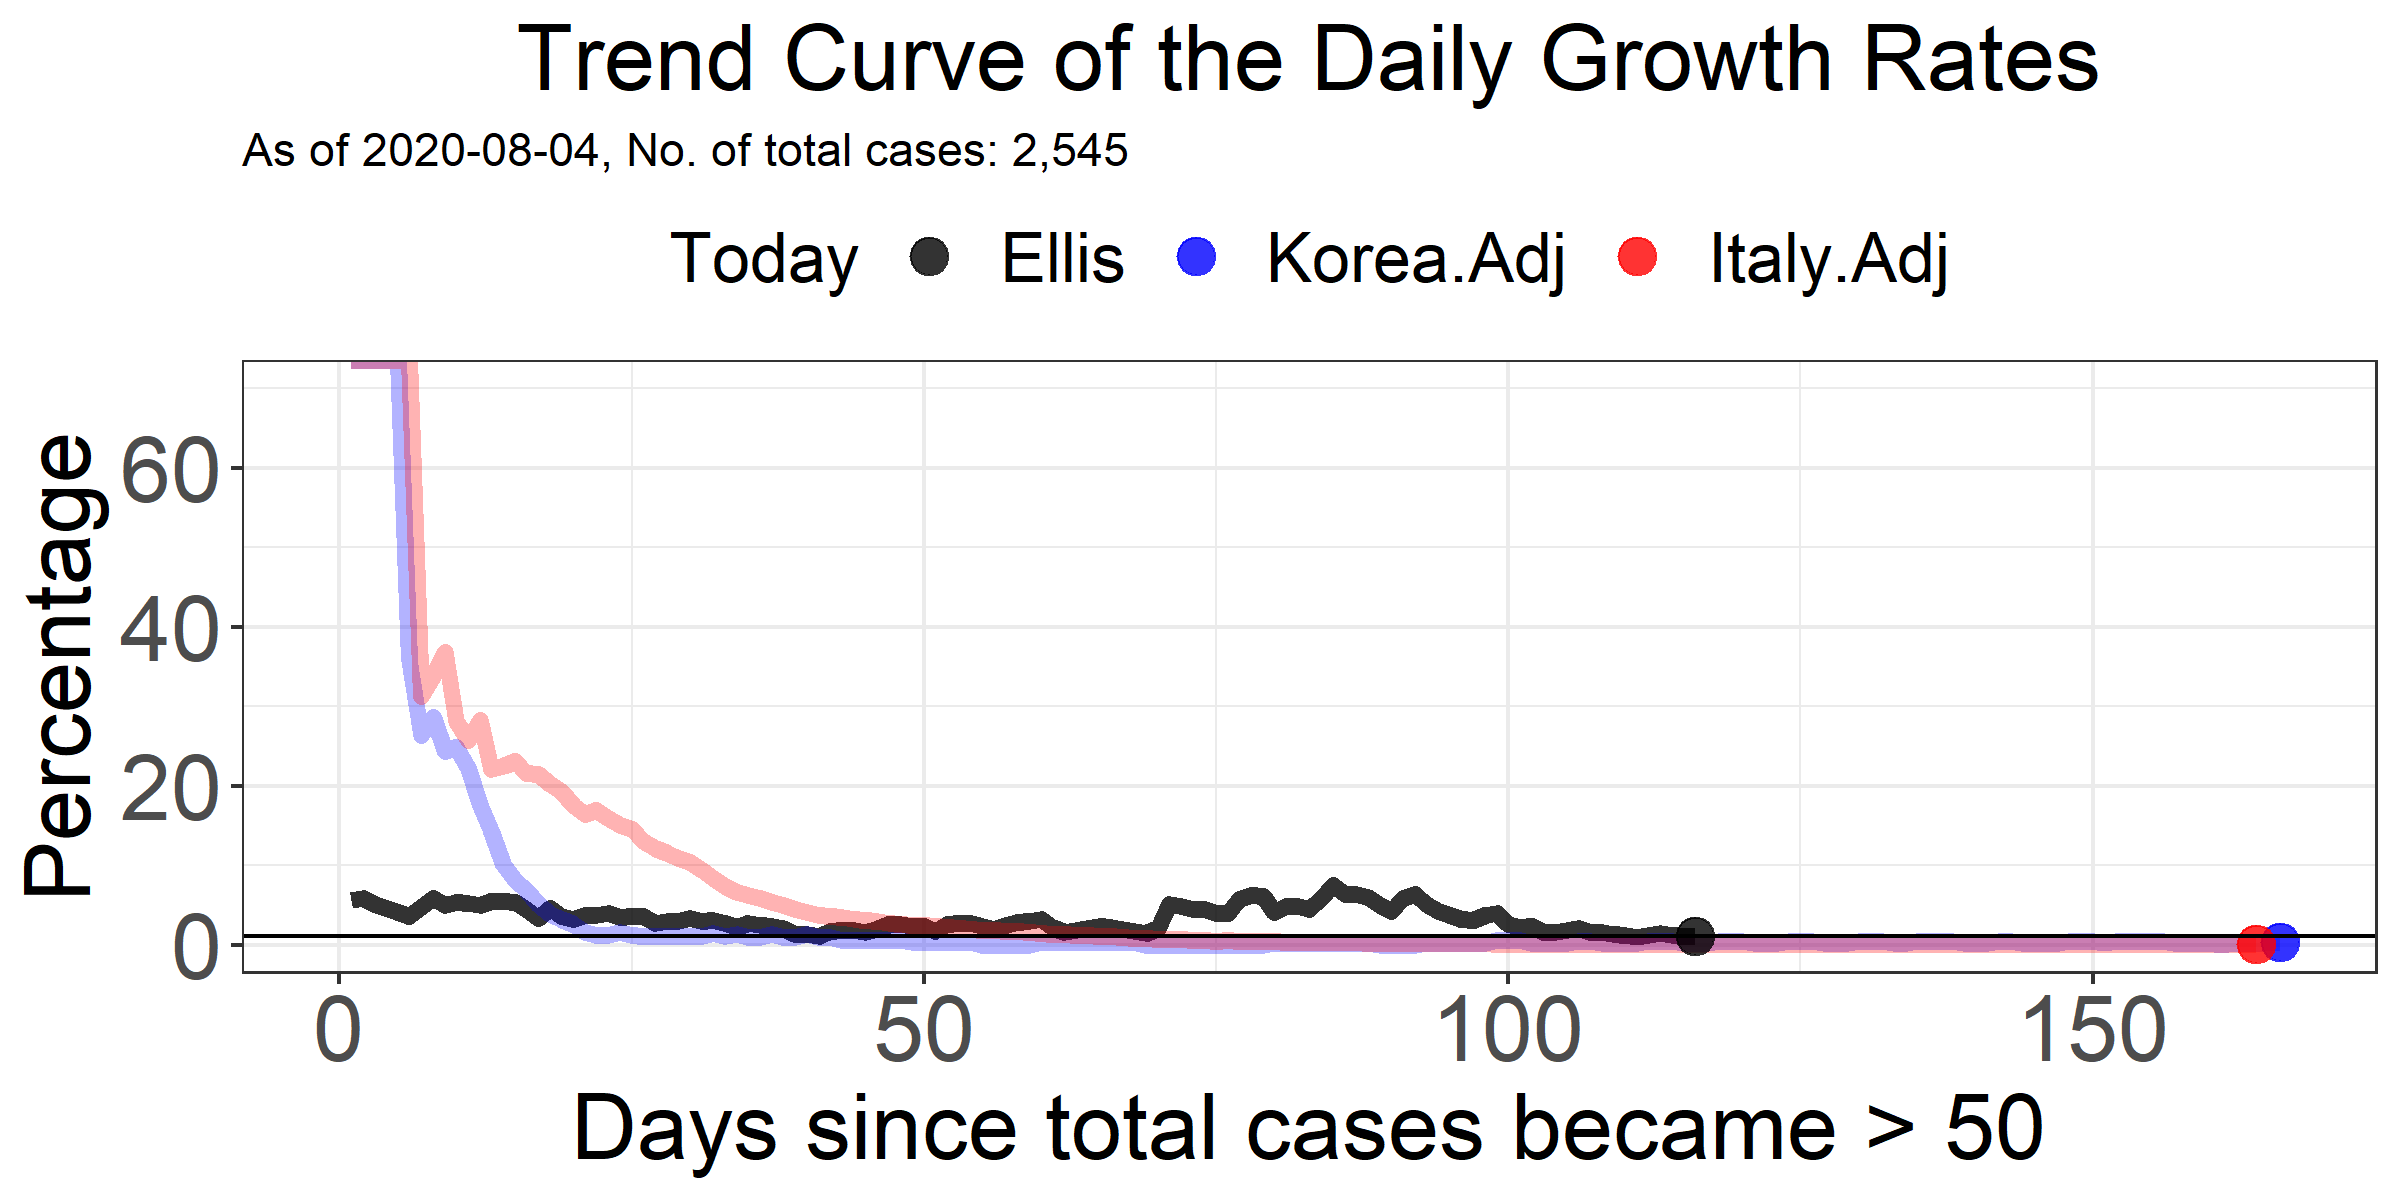 Trend Curve of the Daily Growth Rates
As of 2020-08-04, No. of total cases: 2,545
Today Ellis Korea.Adj Italy.Adj
Percentage
60
40
20
0
0 50 100 150
Days since total cases became > 50